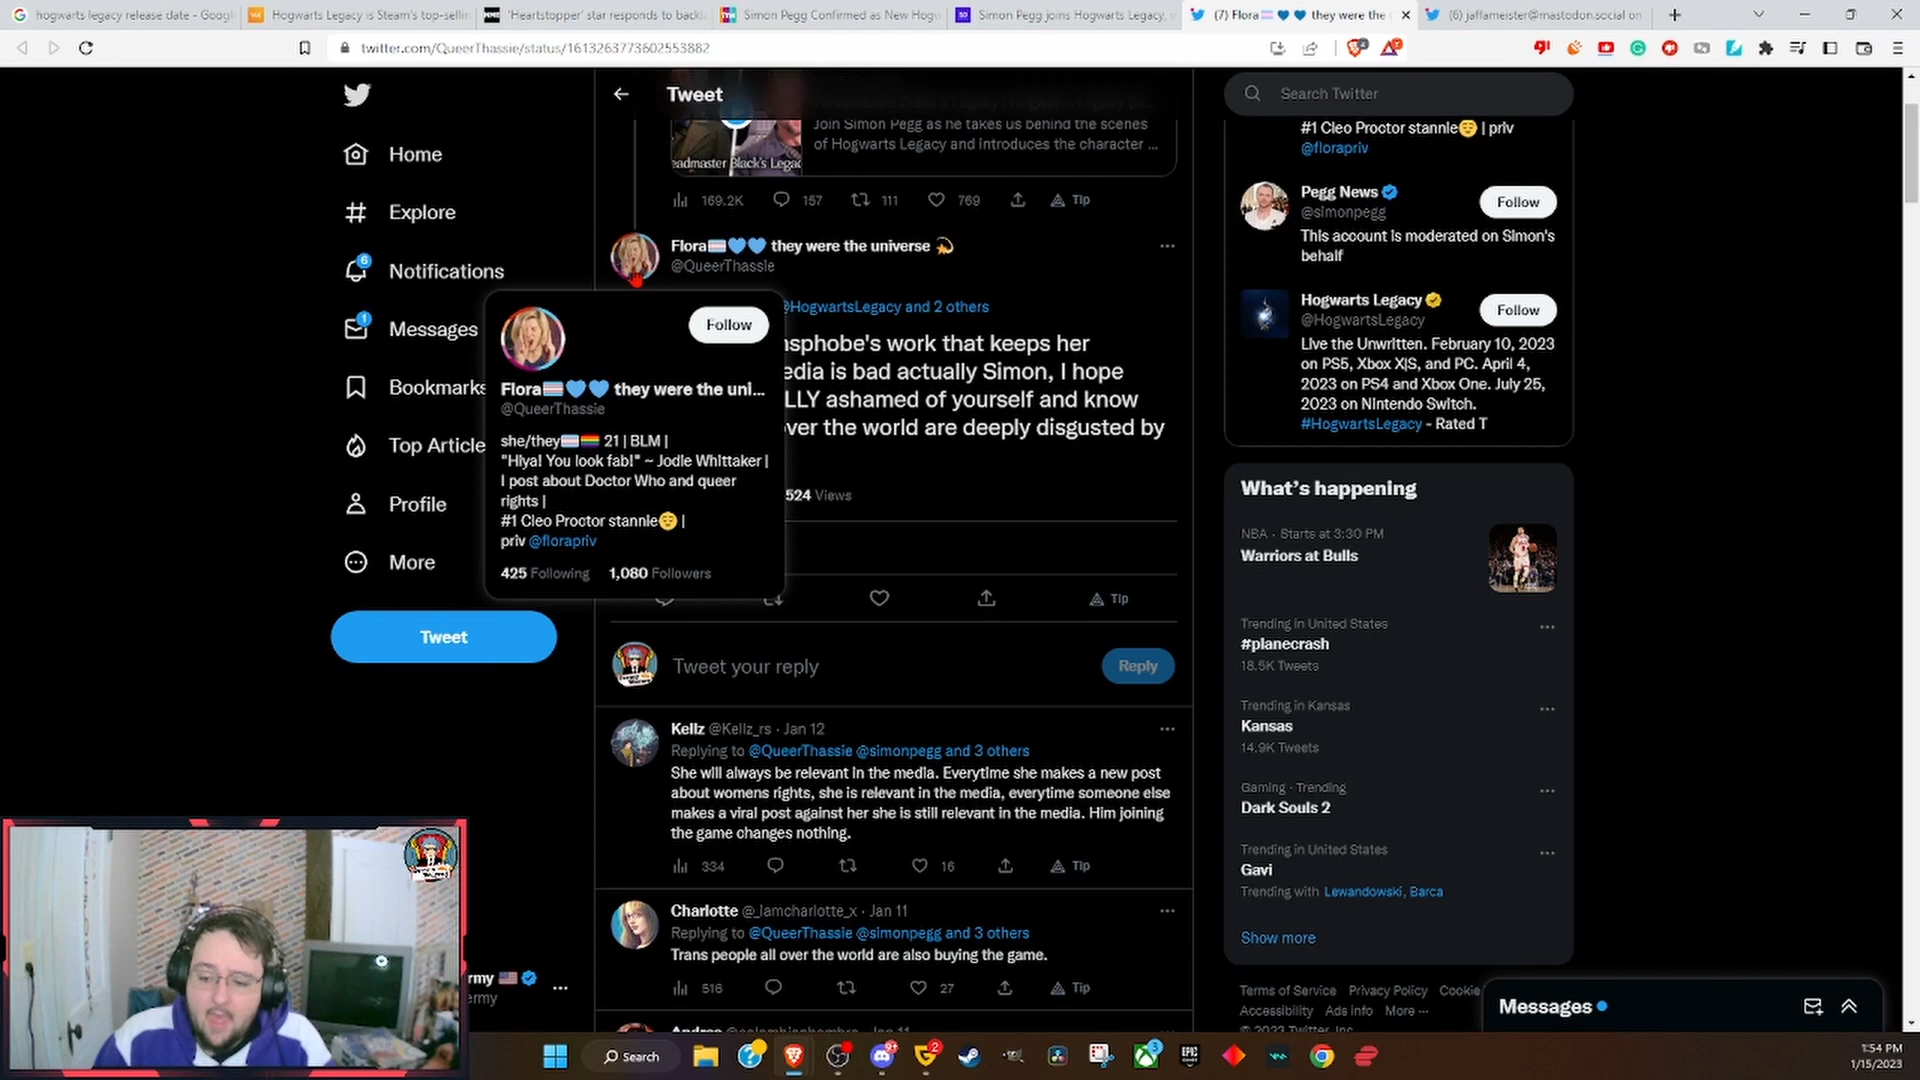 hogwarts legacy release date - Googl
Hogwarts Legacy is Steam's top-sellin
'Heartstopper' star responds to backla
Simon Pegg Confirmed as New Hogw
Simon Pegg joins Hogwarts Legacy,
(7) Flora they were the
(6) jaffameister@mastodon.social on
twitter.com/QueerThassie/status/1613263773602553882
Home
Explore
6
Notifications
1
Messages
Bookmarks
Top Article
Profile
More
Tweet
Tweet
Join Simon Pegg as he takes us behind the scenes
of Hogwarts Legacy and introduces the character ...
eadmaster Black's Legac
169.2K 157 111 769 Tip
Flora they were the universe
@QueerThassie
@HogwartsLegacy and 2 others
nsphobe's work that keeps her
edia is bad actually Simon, I hope
LLY ashamed of yourself and know
over the world are deeply disgusted by
524 Views
Tip
Follow
Flora they were the uni...
@QueerThassie
she/they 21 | BLM |
"Hiya! You look fab!" ~ Jodie Whittaker |
I post about Doctor Who and queer
rights |
#1 Cleo Proctor stannie |
priv @florapriv
425 Following 1,080 Followers
Tweet your reply
Reply
Kellz @Kellz_rs · Jan 12
Replying to @QueerThassie @simonpegg and 3 others
She will always be relevant in the media. Everytime she makes a new post
about womens rights, she is relevant in the media, everytime someone else
makes a viral post against her she is still relevant in the media. Him joining
the game changes nothing.
334 16 Tip
Charlotte @_Iamcharlotte_x · Jan 11
Replying to @QueerThassie @simonpegg and 3 others
Trans people all over the world are also buying the game.
516 27 Tip
Search Twitter
#1 Cleo Proctor stannie | priv
@florapriv
Pegg News
@simonpegg
Follow
This account is moderated on Simon's
behalf
Hogwarts Legacy
@HogwartsLegacy
Follow
Live the Unwritten. February 10, 2023
on PS5, Xbox X|S, and PC. April 4,
2023 on PS4 and Xbox One. July 25,
2023 on Nintendo Switch.
#HogwartsLegacy - Rated T
What's happening
NBA · Starts at 3:30 PM
Warriors at Bulls
Trending in United States
#planecrash
18.5K Tweets
Trending in Kansas
Kansas
14.9K Tweets
Gaming · Trending
Dark Souls 2
Trending in United States
Gavi
Trending with Lewandowski, Barca
Show more
Terms of Service Privacy Policy Cookie
Accessibility Ads info More ...
© 2023 Twitter, Inc.
Messages
rmy
ermy
Search
1:54 PM
1/15/2023